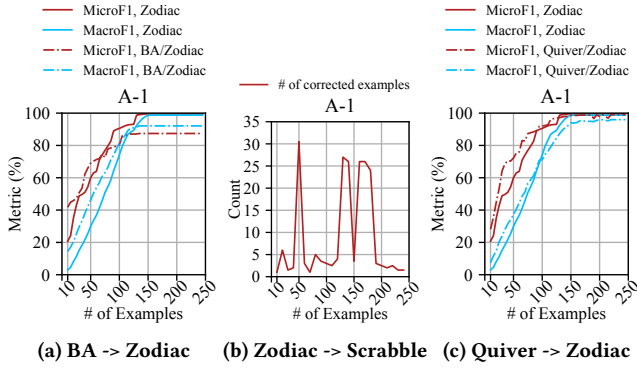 MicroF1, Zodiac
MacroF1, Zodiac
MicroF1, BA/Zodiac
MacroF1, BA/Zodiac
A-1
100
80
60
40
20
0
Metric (%)
10
50
100
150
200
250
# of Examples
(a) BA -> Zodiac
# of corrected examples
A-1
35
30
25
20
15
10
5
0
Count
10
50
100
150
200
250
# of Examples
(b) Zodiac -> Scrabble
MicroF1, Zodiac
MacroF1, Zodiac
MicroF1, Quiver/Zodiac
MacroF1, Quiver/Zodiac
A-1
100
80
60
40
20
0
Metric (%)
10
50
100
150
200
250
# of Examples
(c) Quiver -> Zodiac